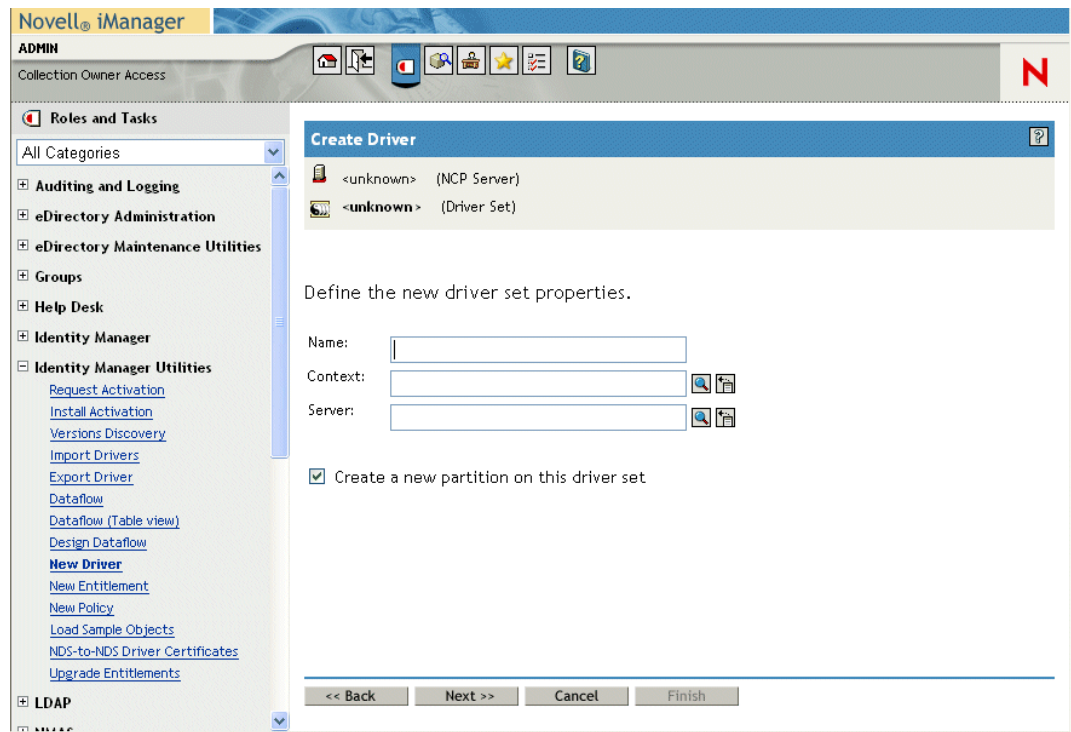 Novell® iManager
ADMIN
Collection Owner Access
N
Roles and Tasks
All Categories
Auditing and Logging
eDirectory Administration
eDirectory Maintenance Utilities
Groups
Help Desk
Identity Manager
Identity Manager Utilities
Request Activation
Install Activation
Versions Discovery
Import Drivers
Export Driver
Dataflow
Dataflow (Table view)
Design Dataflow
New Driver
New Entitlement
New Policy
Load Sample Objects
NDS-to-NDS Driver Certificates
Upgrade Entitlements
LDAP
Create Driver
?
<unknown> (NCP Server)
<unknown> (Driver Set)
Define the new driver set properties.
Name:
Context:
Server:
Create a new partition on this driver set
<< Back Next >> Cancel Finish